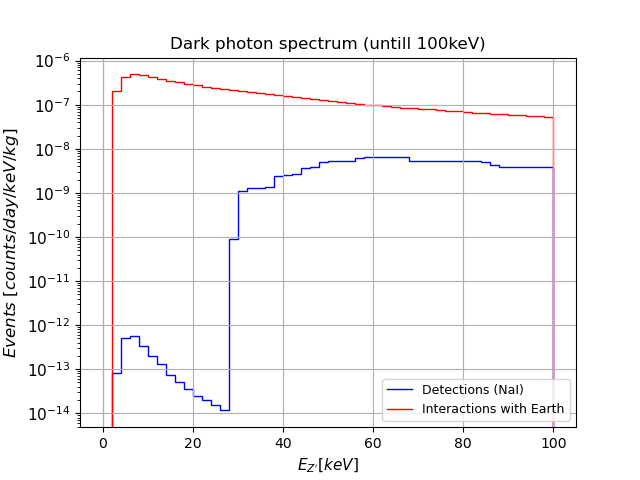 Dark photon spectrum (untill 100keV)
Events [counts/day/keV/kg]
10⁻⁶
10⁻⁷
10⁻⁸
10⁻⁹
10⁻¹⁰
10⁻¹¹
10⁻¹²
10⁻¹³
10⁻¹⁴
Detections (NaI)
Interactions with Earth
0 20 40 60 80 100
E_Z'[keV]